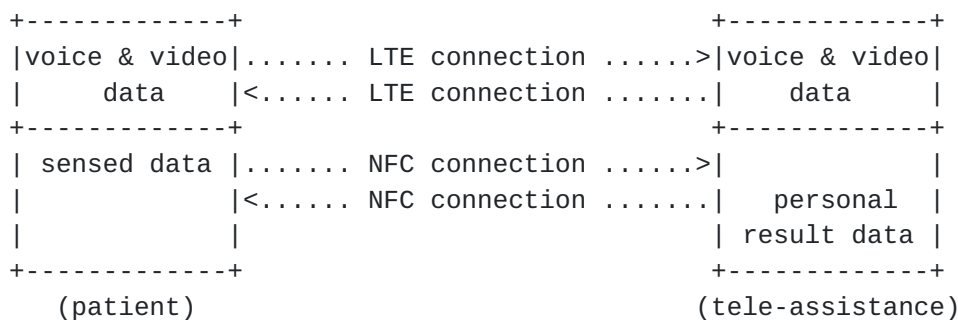 +-------------+                            +-------------+
|voice & video|....... LTE connection ......>|voice & video|
|     data    |<...... LTE connection .......|    data     |
+-------------+                            +-------------+
| sensed data |....... NFC connection ......>|             |
|             |<...... NFC connection .......|   personal  |
|             |                            | result data |
+-------------+                            +-------------+
(patient)                            (tele-assistance)